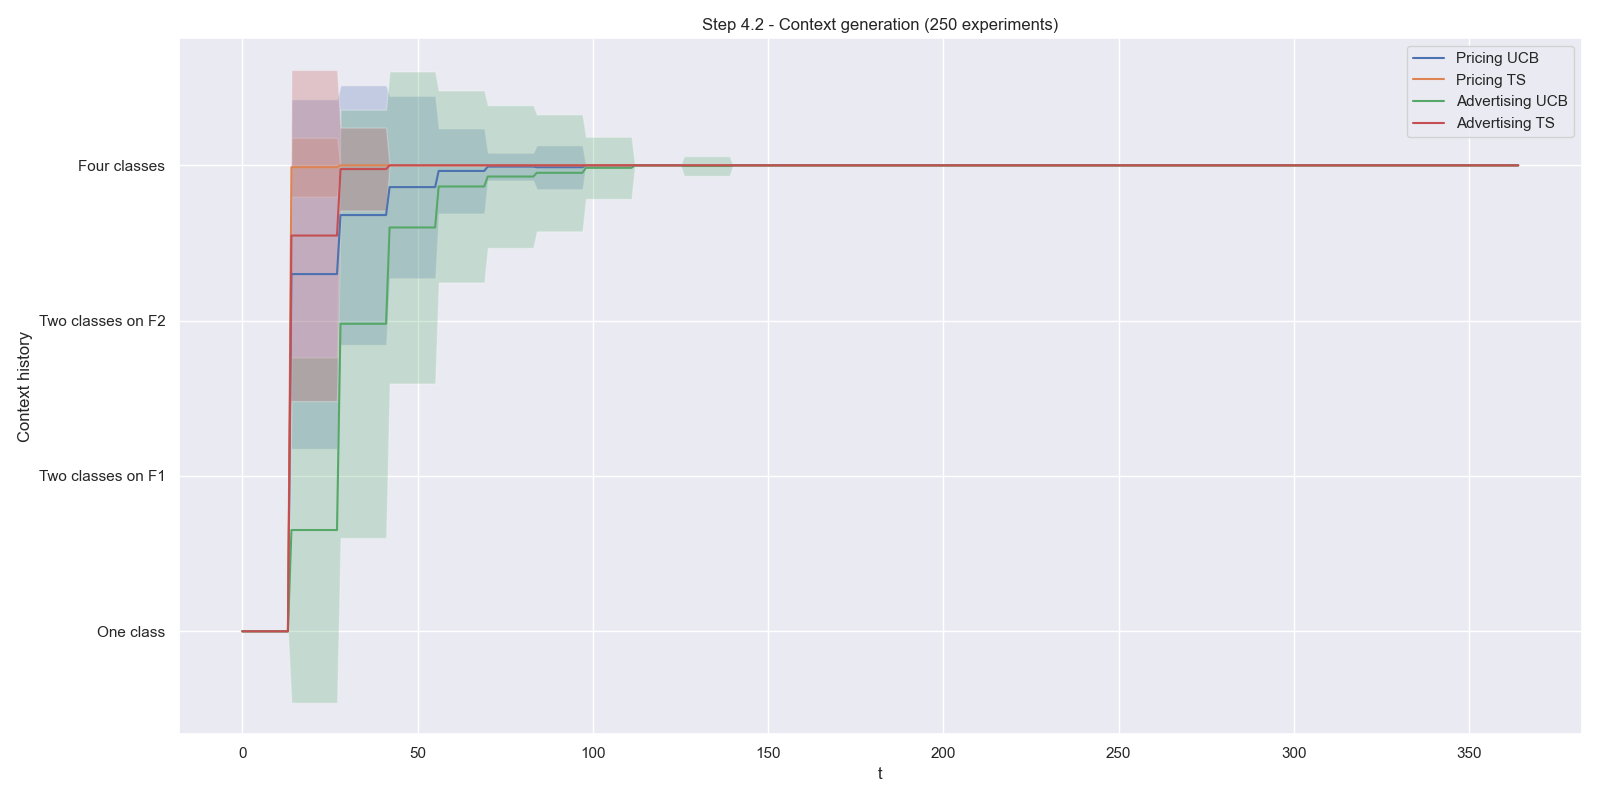 Step 4.2 - Context generation (250 experiments)
Pricing UCB
Pricing TS
Advertising UCB
Advertising TS
Four classes
Two classes on F2
Two classes on F1
One class
Context history
0 50 100 150 200 250 300 350
t